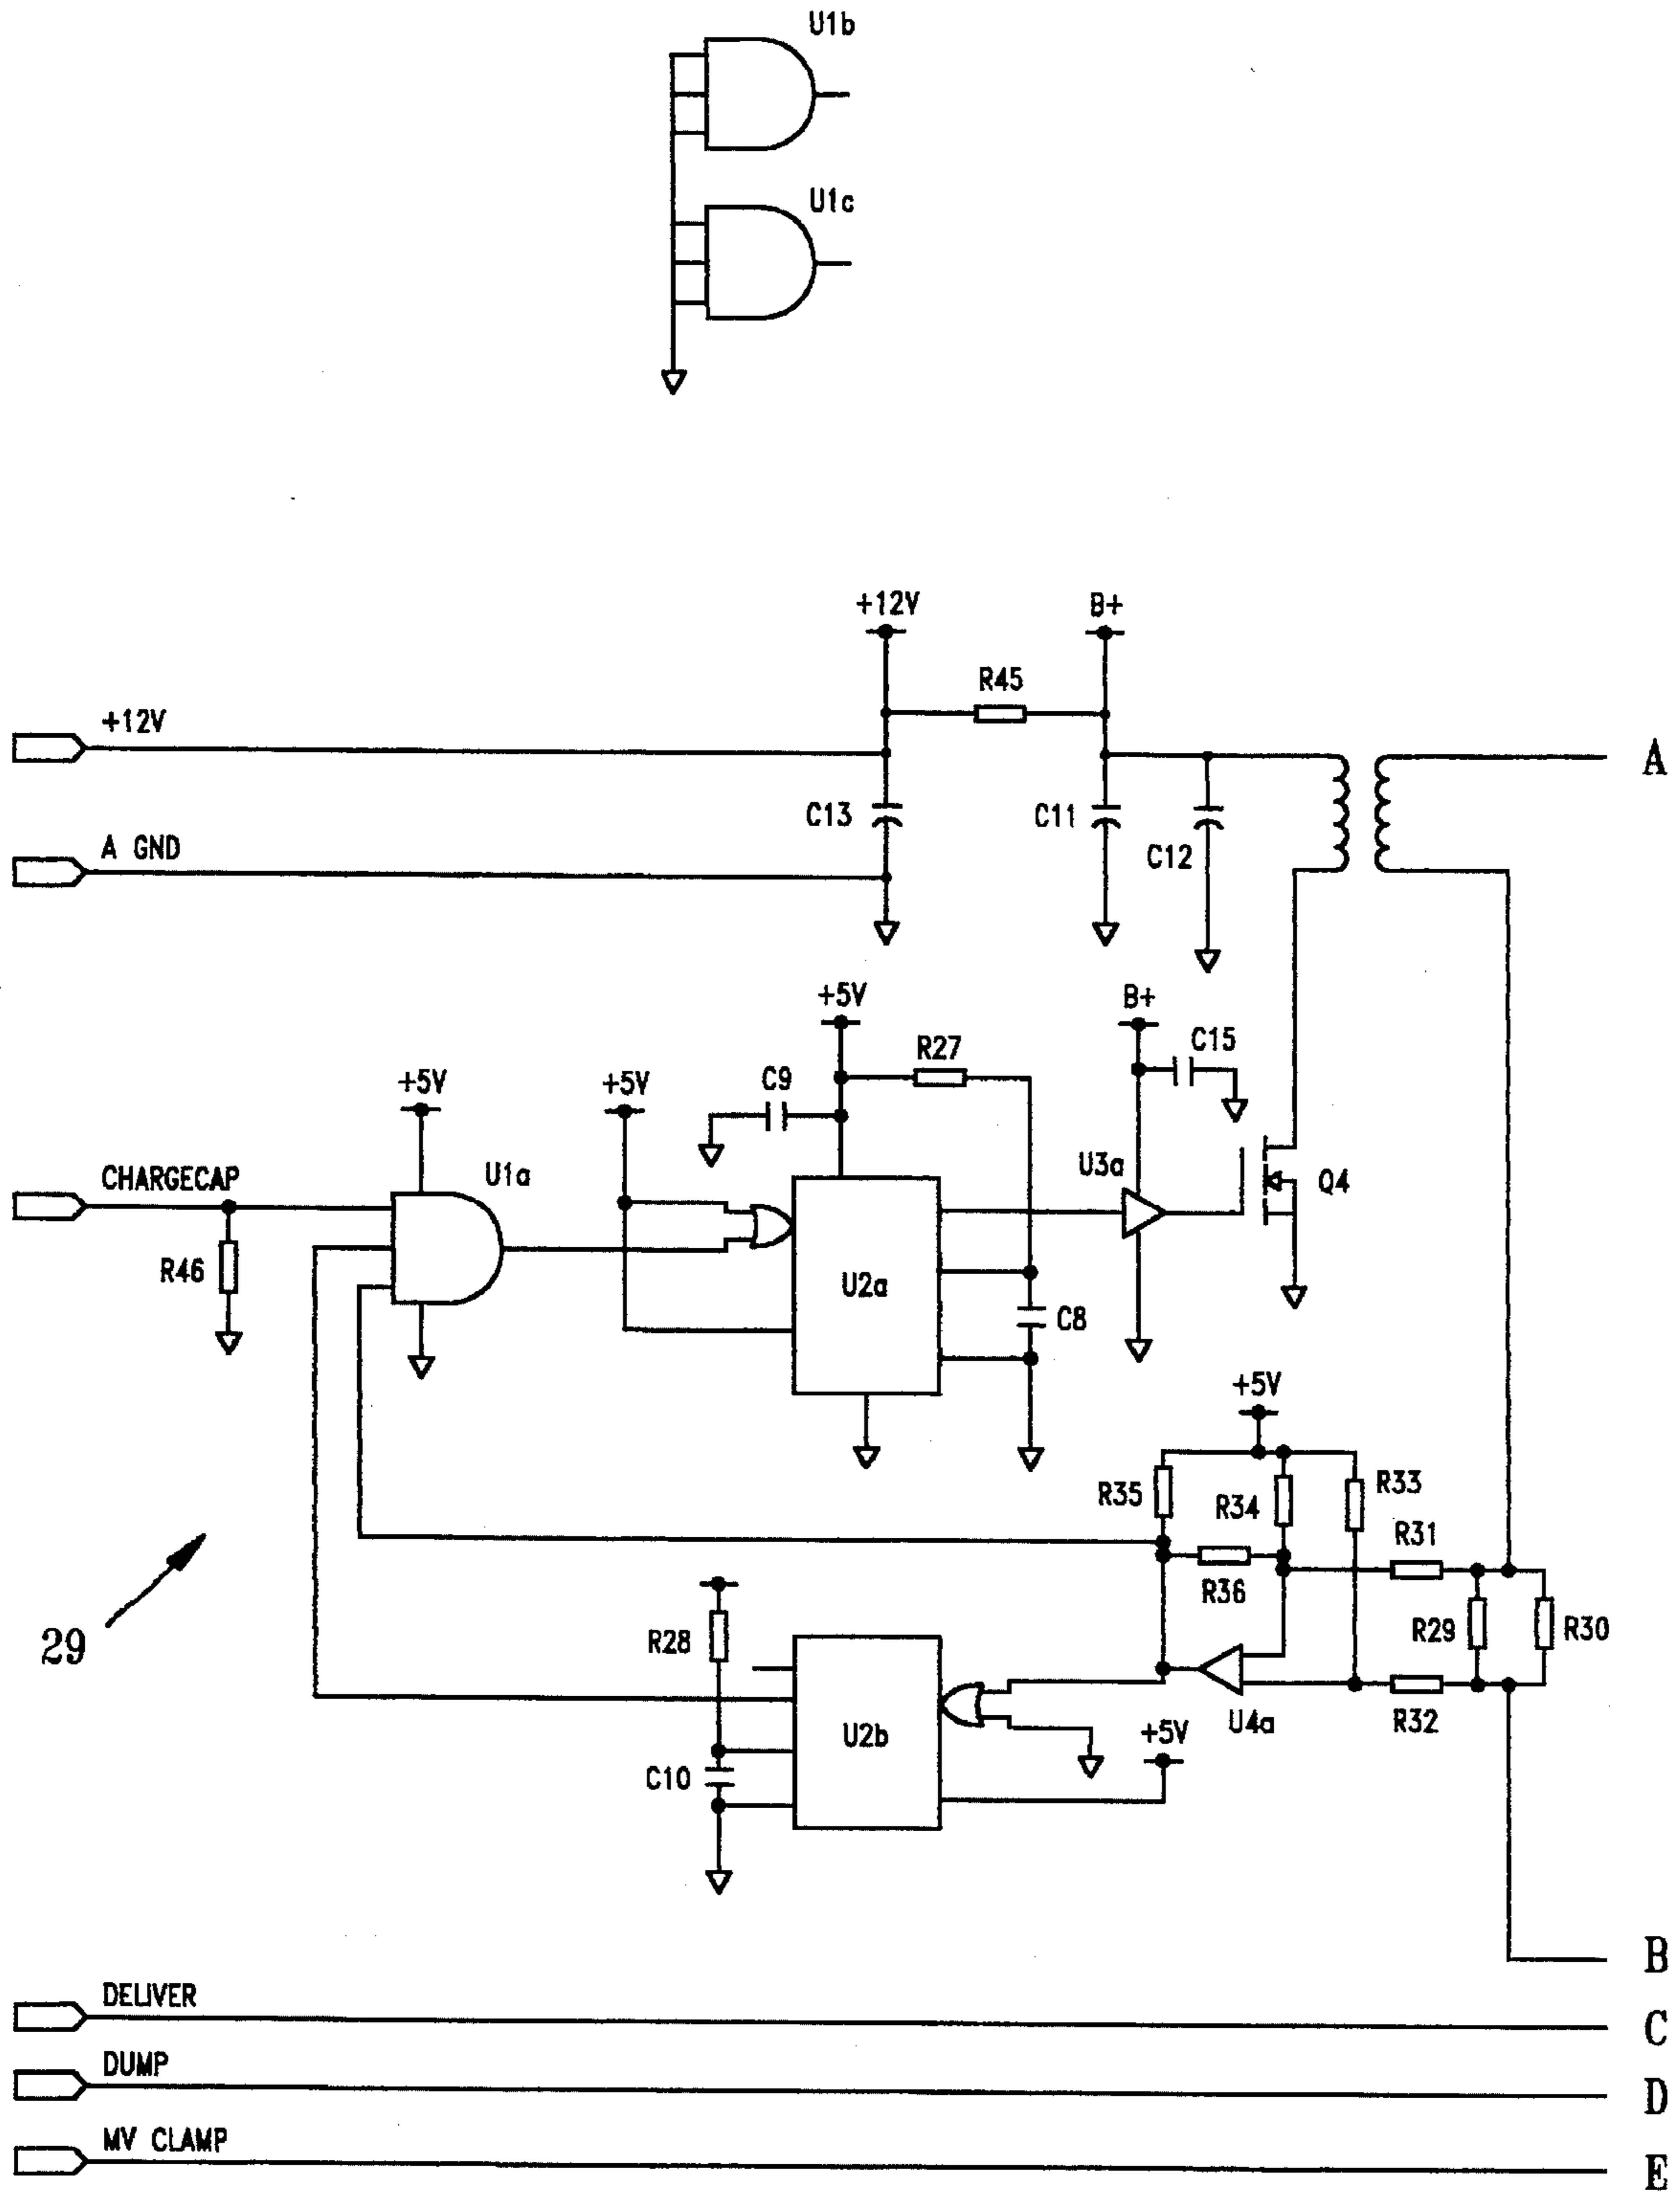 U1b
U1c
+12V
B+
R45
+12V
A
C13
C11
C12
A GND
+5V
B+
R27
C15
+5V
+5V
C9
CHARGECAP
U1a
U3a
Q4
R46
U2a
C8
+5V
R35
R34
R33
R31
R36
29
R28
R29
R30
U2b
U4a
R32
+5V
C10
B
DELIVER
C
DUMP
D
MV CLAMP
E